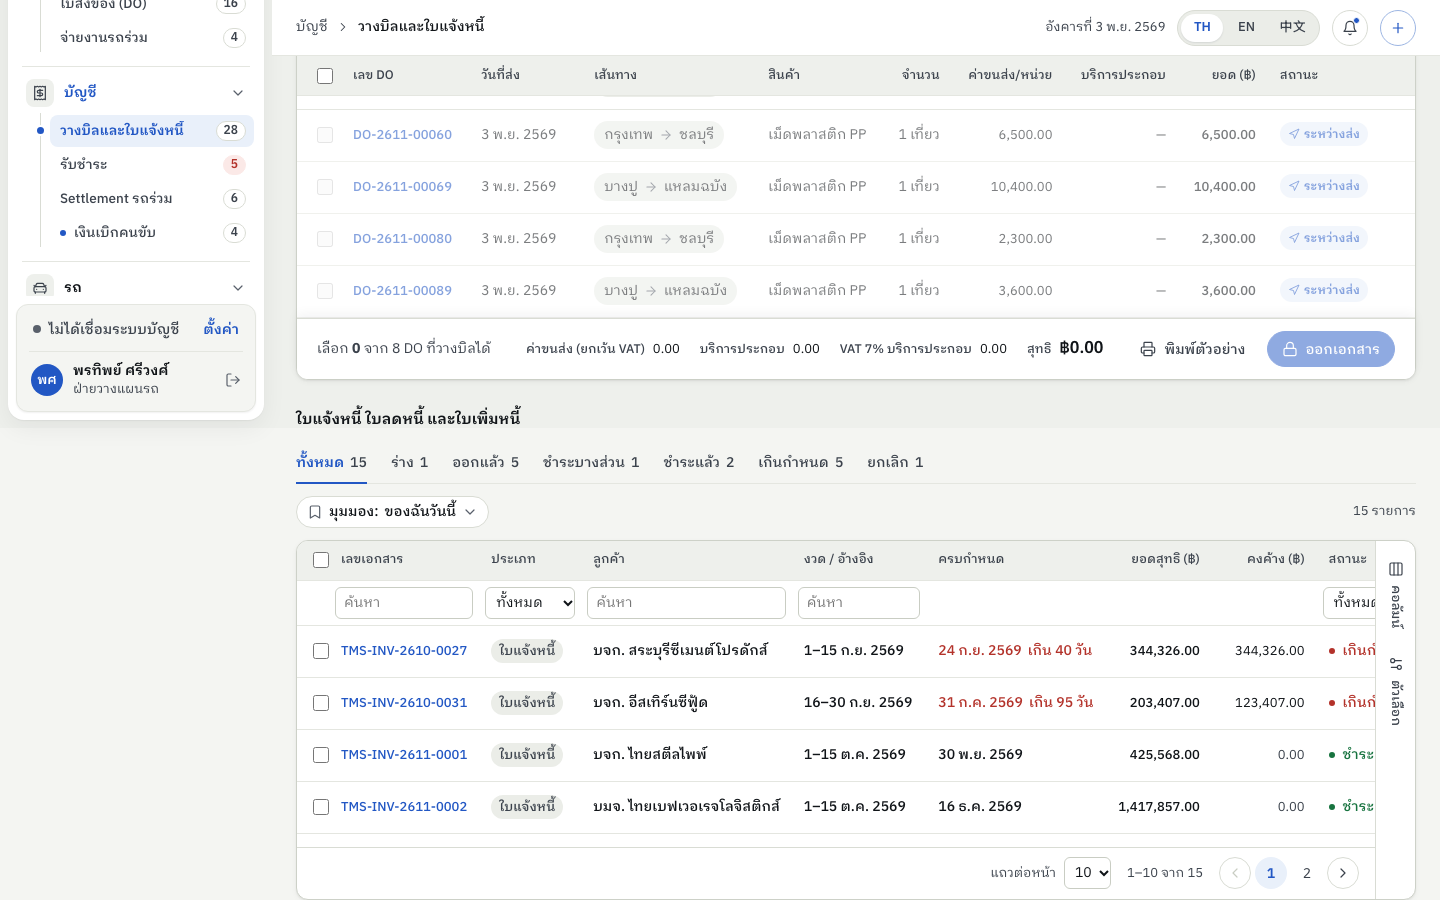 ใบส่งของ (DO) 16
จ่ายงานรถร่วม 4
บัญชี
วางบิลและใบแจ้งหนี้ 28
รับชำระ 5
Settlement รถร่วม 6
เงินเบิกคนขับ 4
รถ
ไม่ได้เชื่อมระบบบัญชี ตั้งค่า
พศ พรทิพย์ ศรีวงศ์
ฝ่ายวางแผนรถ
บัญชี > วางบิลและใบแจ้งหนี้ อังคารที่ 3 พ.ย. 2569 TH EN 中文
เลข DO วันที่ส่ง เส้นทาง สินค้า จำนวน ค่าขนส่ง/หน่วย บริการประกอบ ยอด (฿) สถานะ
DO-2611-00060 3 พ.ย. 2569 กรุงเทพ → ชลบุรี เม็ดพลาสติก PP 1 เที่ยว 6,500.00 — 6,500.00 ระหว่างส่ง
DO-2611-00069 3 พ.ย. 2569 บางปู → แหลมฉบัง เม็ดพลาสติก PP 1 เที่ยว 10,400.00 — 10,400.00 ระหว่างส่ง
DO-2611-00080 3 พ.ย. 2569 กรุงเทพ → ชลบุรี เม็ดพลาสติก PP 1 เที่ยว 2,300.00 — 2,300.00 ระหว่างส่ง
DO-2611-00089 3 พ.ย. 2569 บางปู → แหลมฉบัง เม็ดพลาสติก PP 1 เที่ยว 3,600.00 — 3,600.00 ระหว่างส่ง
เลือก 0 จาก 8 DO ที่วางบิลได้ ค่าขนส่ง (ยกเว้น VAT) 0.00 บริการประกอบ 0.00 VAT 7% บริการประกอบ 0.00 สุทธิ ฿0.00 พิมพ์ตัวอย่าง ออกเอกสาร
ใบแจ้งหนี้ ใบลดหนี้ และใบเพิ่มหนี้
ทั้งหมด 15 ร่าง 1 ออกแล้ว 5 ชำระบางส่วน 1 ชำระแล้ว 2 เกินกำหนด 5 ยกเลิก 1
มุมมอง: ของฉันวันนี้ 15 รายการ
เลขเอกสาร ประเภท ลูกค้า งวด / อ้างอิง ครบกำหนด ยอดสุทธิ (฿) คงค้าง (฿) สถานะ
ค้นหา ทั้งหมด ค้นหา ค้นหา ทั้งหม
TMS-INV-2610-0027 ใบแจ้งหนี้ บจก. สระบุรีซีเมนต์โปรดักส์ 1–15 ก.ย. 2569 24 ก.ย. 2569 เกิน 40 วัน 344,326.00 344,326.00 เกินก
TMS-INV-2610-0031 ใบแจ้งหนี้ บจก. อีสเทิร์นซีฟู้ด 16–30 ก.ย. 2569 31 ก.ค. 2569 เกิน 95 วัน 203,407.00 123,407.00 เกินก
TMS-INV-2611-0001 ใบแจ้งหนี้ บจก. ไทยสตีลไพพ์ 1–15 ต.ค. 2569 30 พ.ย. 2569 425,568.00 0.00 ชำระ
TMS-INV-2611-0002 ใบแจ้งหนี้ บมจ. ไทยเบฟเวอเรจโลจิสติกส์ 1–15 ต.ค. 2569 16 ธ.ค. 2569 1,417,857.00 0.00 ชำระ
คอลัมน์
ตัวเลือก
แถวต่อหน้า 10 1–10 จาก 15 1 2